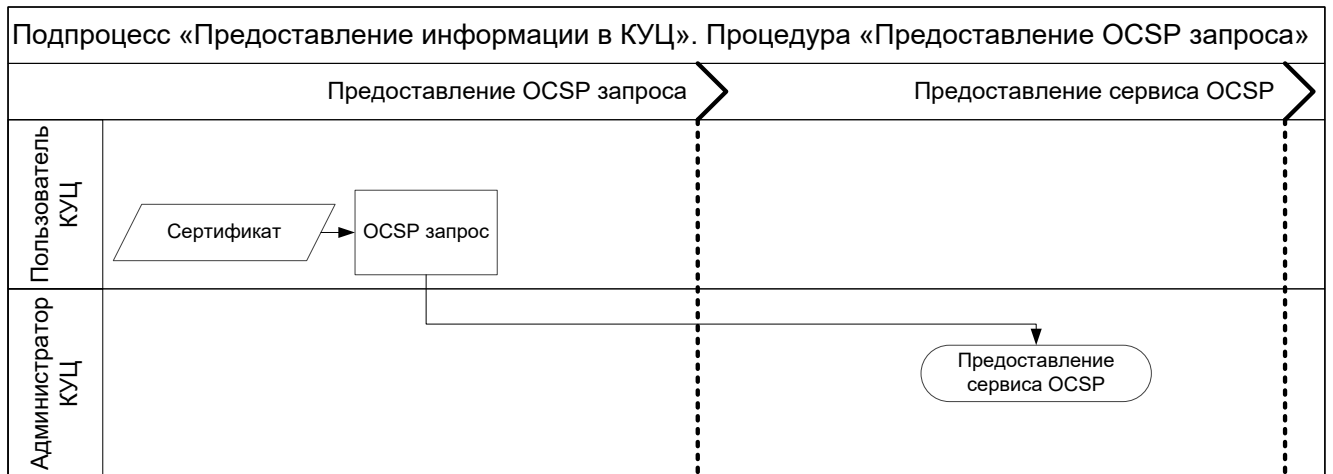 Подпроцесс «Предоставление информации в КУЦ». Процедура «Предоставление OCSP запроса»
Предоставление OCSP запроса
Предоставление сервиса OCSP
Пользователь
КУЦ
Сертификат
OCSP запрос
Администратор
КУЦ
Предоставление
сервиса OCSP